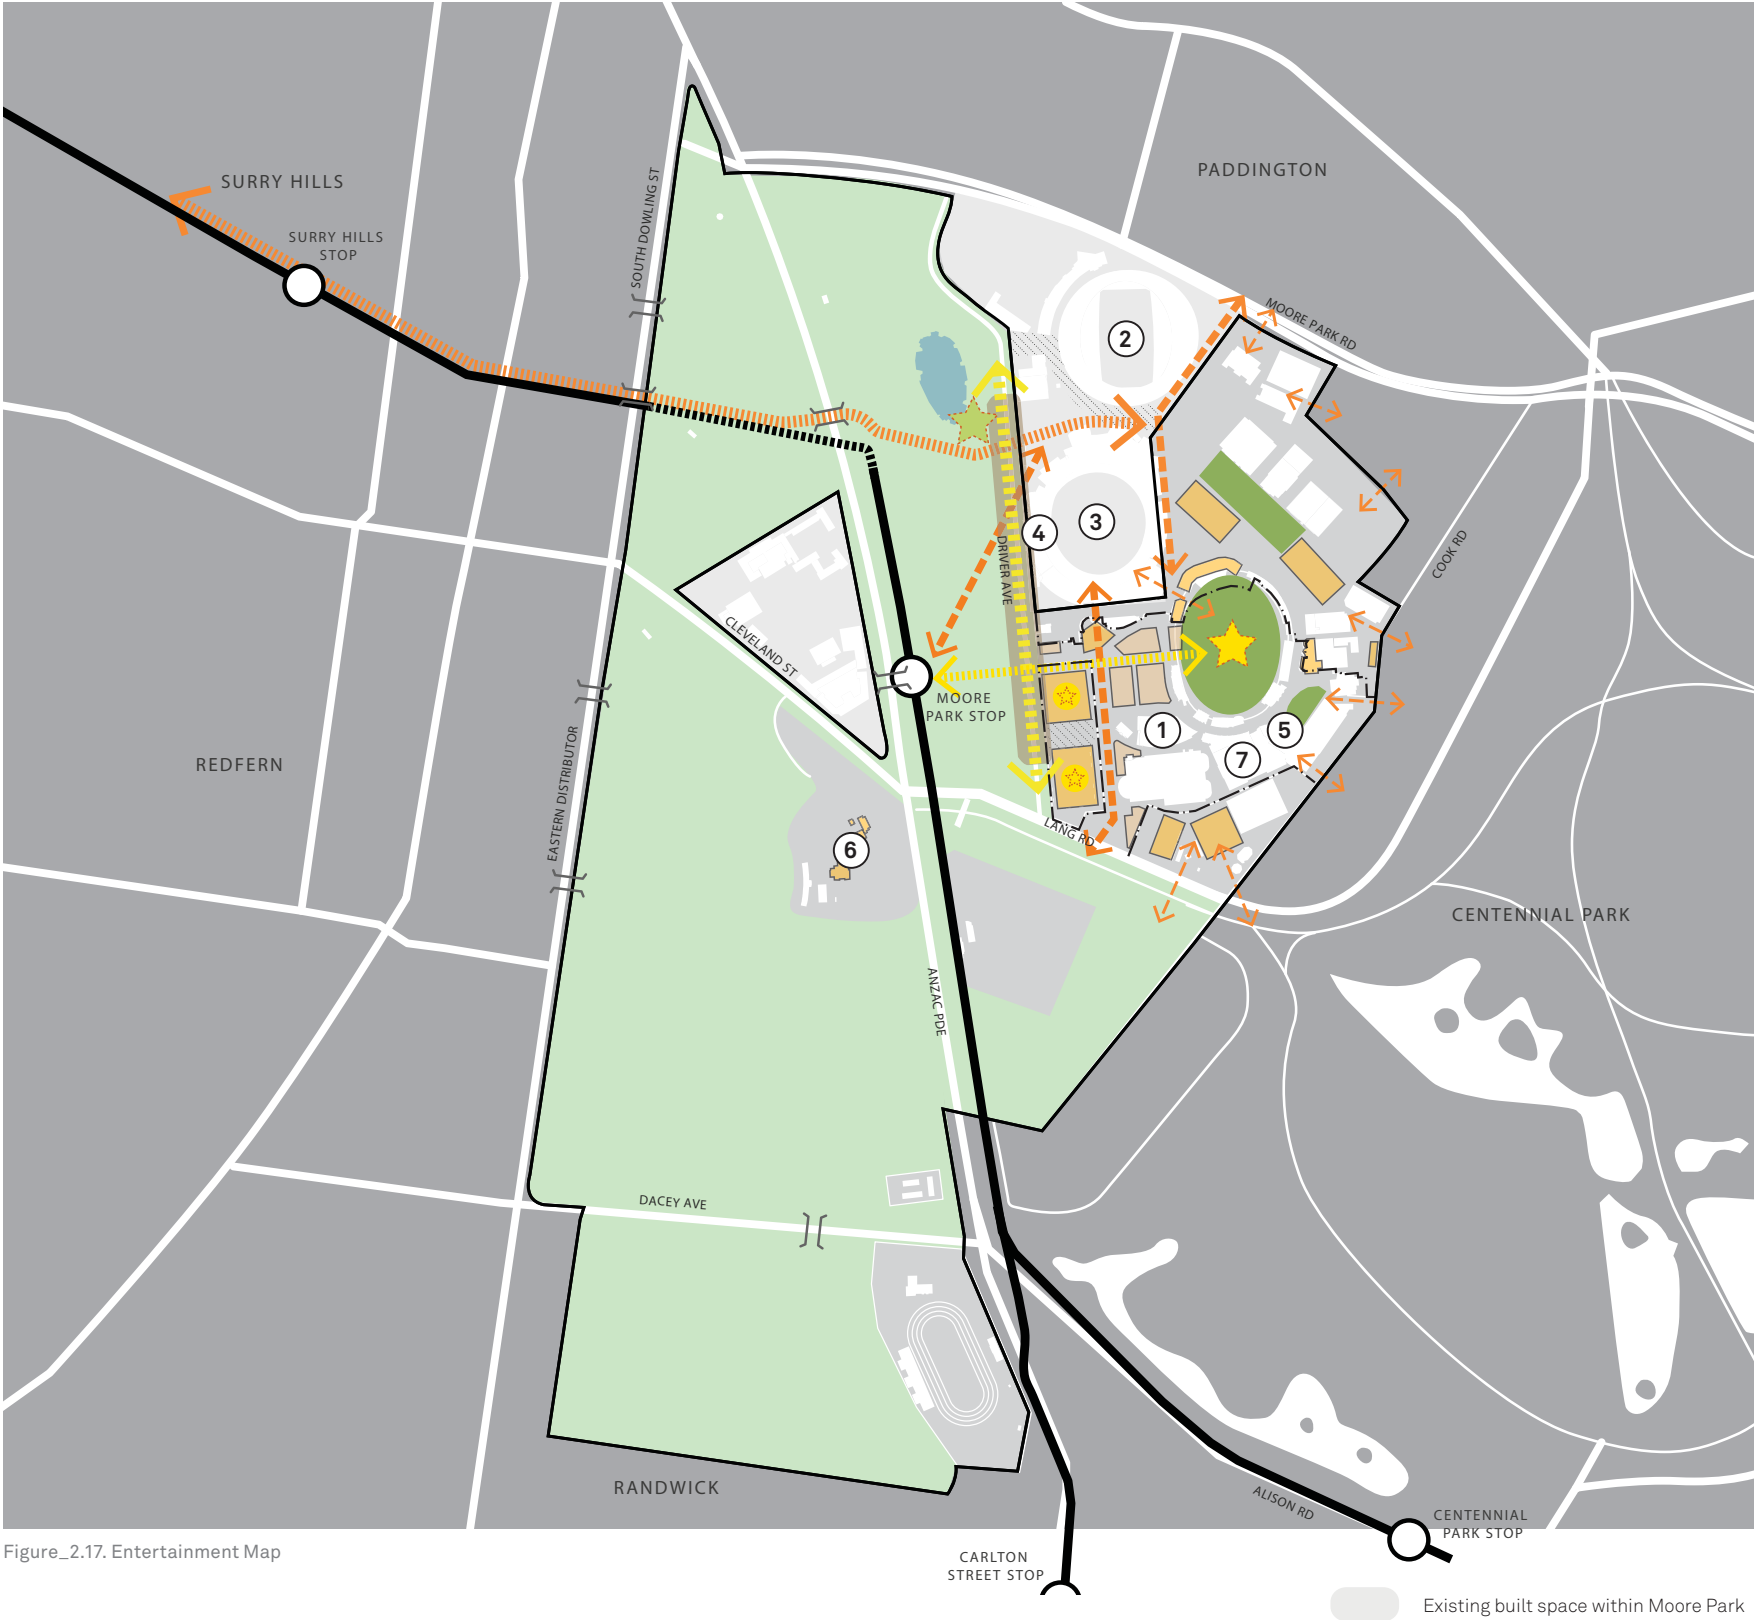 PADDINGTON
SURRY HILLS
SOUTH DOWLING ST
SURRY HILLS
STOP
MOORE PARK RD
2
3
4
DRIVER AVE
COOK RD
CLEVELAND ST
MOORE
PARK STOP
1
5
7
REDFERN
EASTERN DISTRIBUTOR
LANG RD
6
CENTENNIAL PARK
ANZAC PDE
DACEY AVE
RANDWICK
ALISON RD
CENTENNIAL
PARK STOP
Figure_2.17. Entertainment Map
CARLTON
STREET STOP
Existing built space within Moore Park